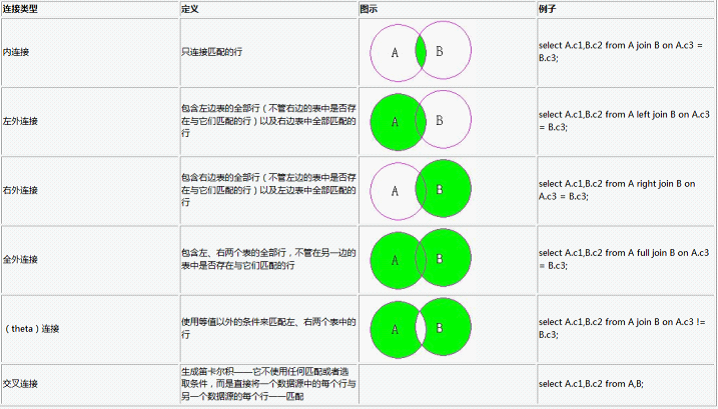 连接类型 定义 图示 例子
内连接 只连接匹配的行 A B select A.c1,B.c2 from A join B on A.c3 =
B.c3;
左外连接 包含左边表的全部行（不管右边的表中是否存
在与它们匹配的行）以及右边表中全部匹配的
行
A B
select A.c1,B.c2 from A left join B on A.c3
= B.c3;
右外连接 包含右边表的全部行（不管左边的表中是否存
在与它们匹配的行）以及左边表中全部匹配的
行
A B
select A.c1,B.c2 from A right join B on
A.c3 = B.c3;
全外连接 包含左、右两个表的全部行，不管在另一边的
表中是否存在与它们匹配的行
A B
select A.c1,B.c2 from A full join B on A.c3
= B.c3;
（theta）连接 使用等值以外的条件来匹配左、右两个表中的
行
A B
select A.c1,B.c2 from A join B on A.c3 !=
B.c3;
交叉连接 生成笛卡尔积——它不使用任何匹配或者选
取条件，而是直接将一个数据源中的每个行与
另一个数据源的每个行一一匹配
select A.c1,B.c2 from A,B;